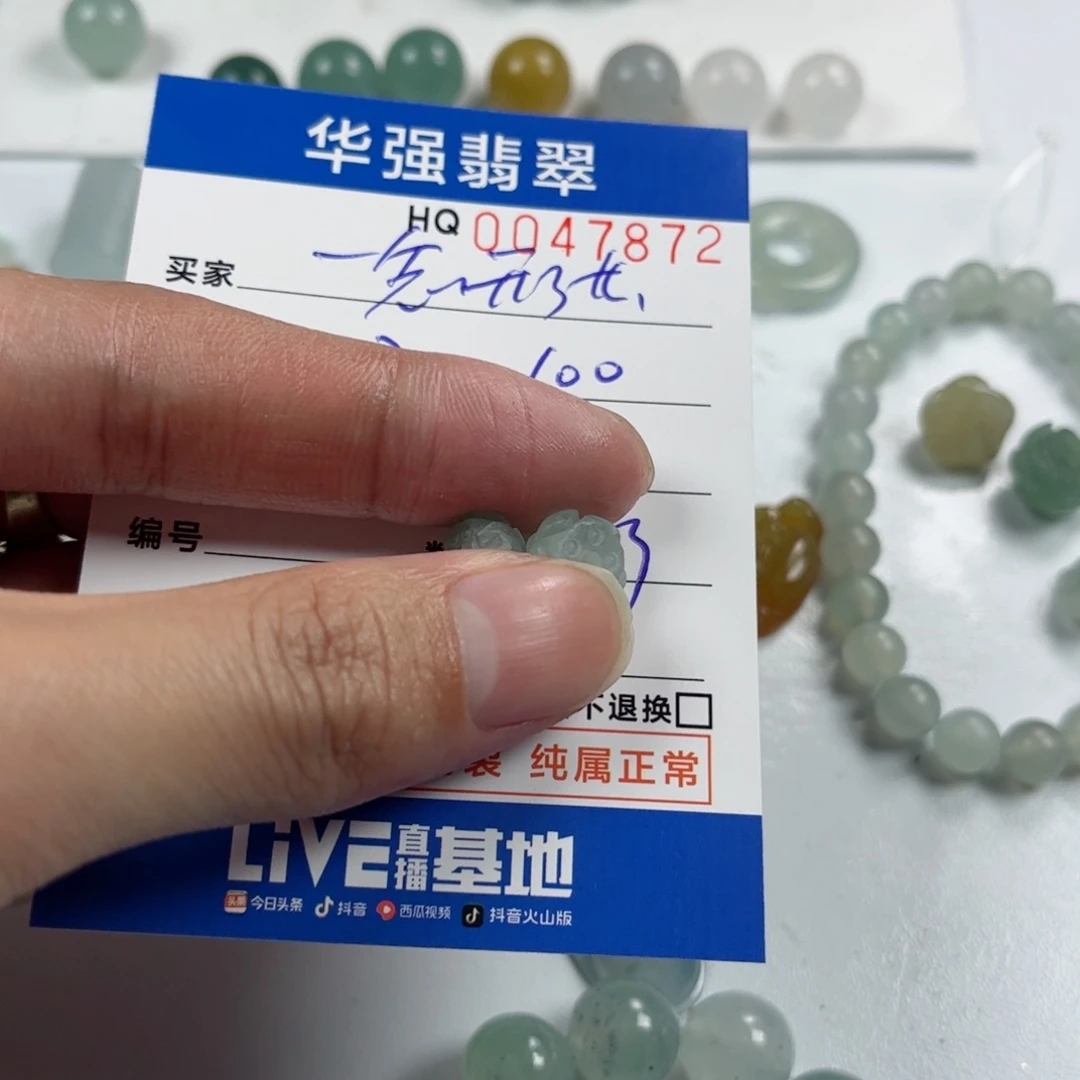 华强翡翠
HQ 0047872
买家
100
编号
不退换
纯属正常
LiVE直播基地
今日头条 抖音 西瓜视频 抖音火山版